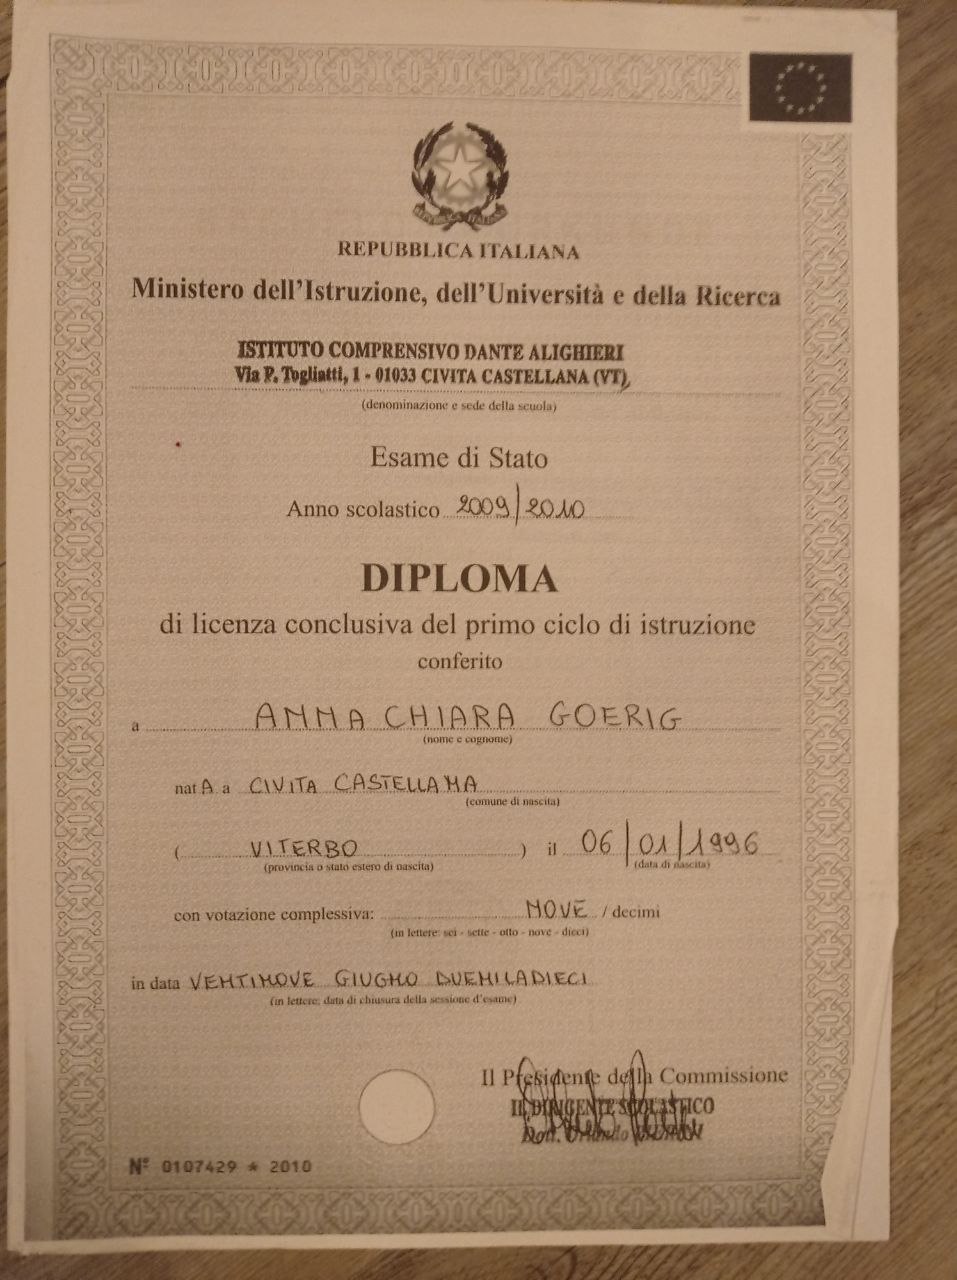 REPUBBLICA ITALIANA
Ministero dell'Istruzione, dell'Università e della Ricerca
ISTITUTO COMPRENSIVO DANTE ALIGHIERI
Via P. Togliatti, 1 - 01033 CIVITA CASTELLANA (VT)
(denominazione e sede della scuola)
Esame di Stato
Anno scolastico 2009/2010
DIPLOMA
di licenza conclusiva del primo ciclo di istruzione
conferito
a ANNA CHIARA GOERIG
(nome e cognome)
nat A a CIVITA CASTELLANA
(comune di nascita)
( VITERBO ) il 06/01/1996
(provincia o stato estero di nascita) (data di nascita)
con votazione complessiva: NOVE / decimi
(in lettere: sei - sette - otto - nove - dieci)
in data VENTINOVE GIUGNO DUEMILADIECI
(in lettere: data di chiusura della sessione d'esame)
Il Presidente della Commissione
IL DIRIGENTE SCOLASTICO
Dott. Orlando
N° 0107429 * 2010